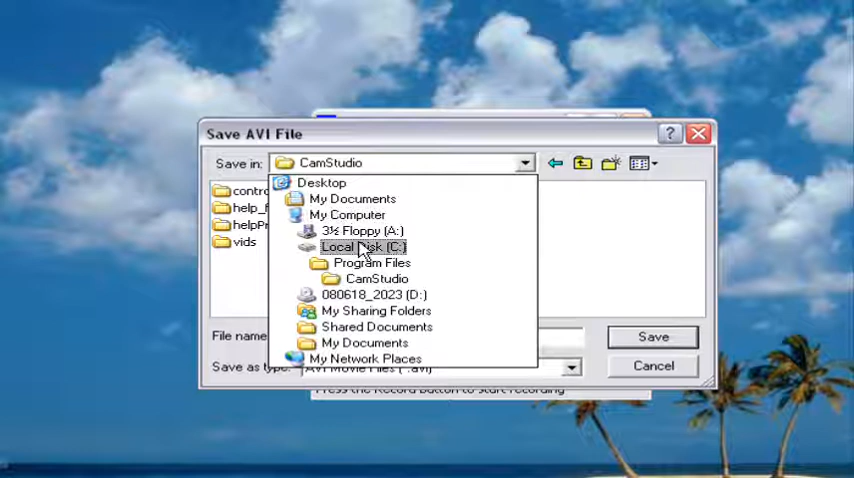 Save AVI File
Save in: CamStudio
Desktop
My Documents
My Computer
3½ Floppy (A:)
Local Disk (C:)
Program Files
CamStudio
080618_2023 (D:)
My Sharing Folders
Shared Documents
My Documents
My Network Places
contro
help_f
helpPr
vids
File name
Save
Save as type: AVI Movie Files (*.avi)
Cancel
Press the Record Button to start recording